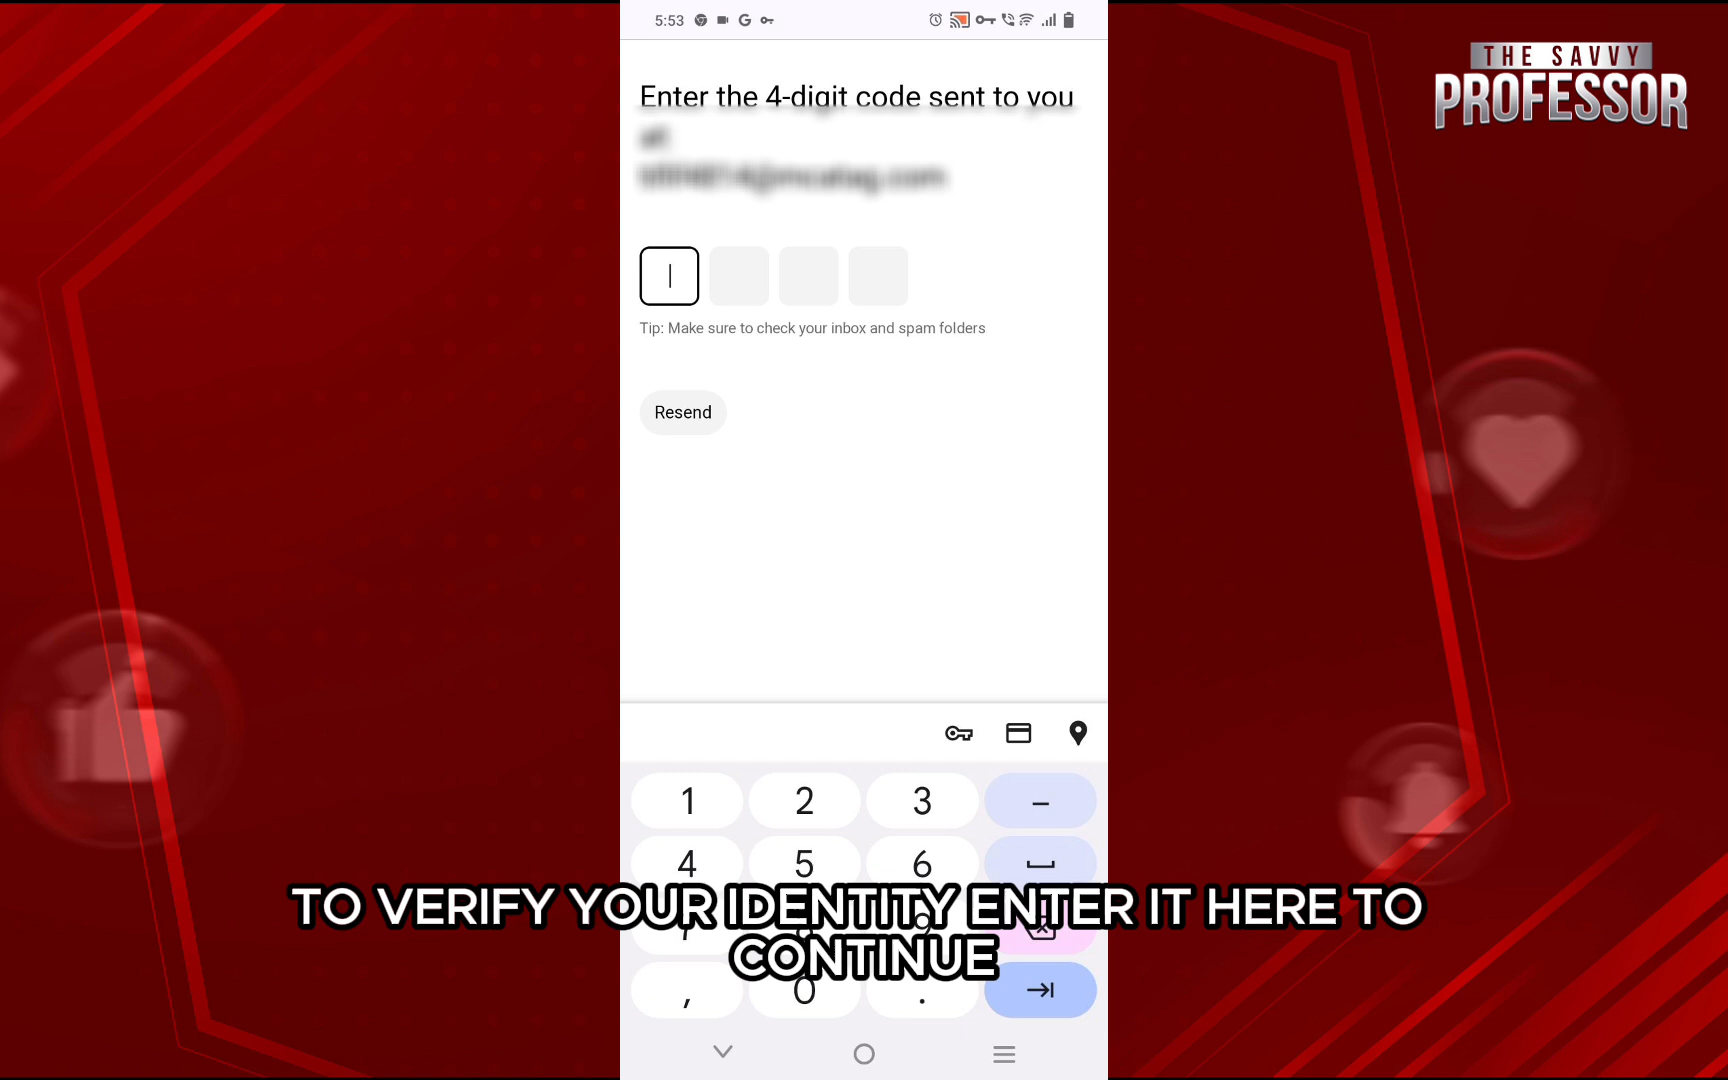 5:53
THE SAVVY
PROFESSOR
Enter the 4-digit code sent to you
at
Tip: Make sure to check your inbox and spam folders
Resend
1 2 3 –
4 5 6
9
, 0 .
TO VERIFY YOUR IDENTITY ENTER IT HERE TO
CONTINUE